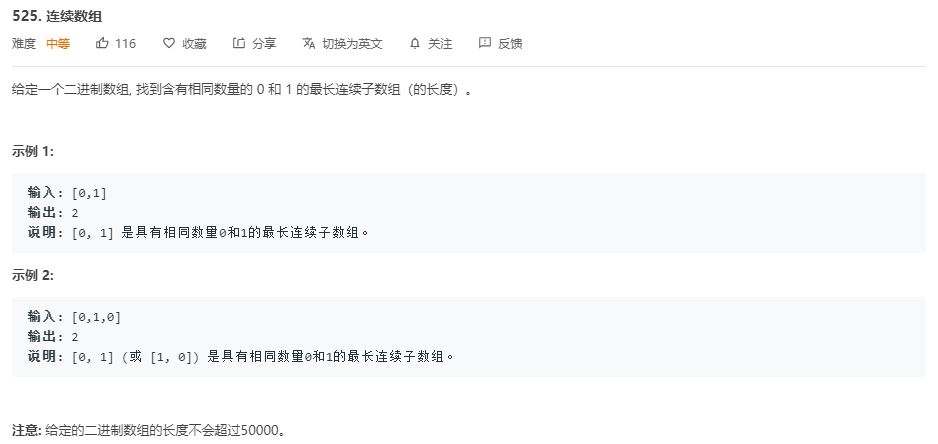 525. 连续数组
难度 中等 116 收藏 分享 切换为英文 关注 反馈
给定一个二进制数组, 找到含有相同数量的 0 和 1 的最长连续子数组（的长度）。
示例 1:
输入: [0,1]
输出: 2
说明: [0, 1] 是具有相同数量0和1的最长连续子数组。
示例 2:
输入: [0,1,0]
输出: 2
说明: [0, 1] (或 [1, 0]) 是具有相同数量0和1的最长连续子数组。
注意: 给定的二进制数组的长度不会超过50000。